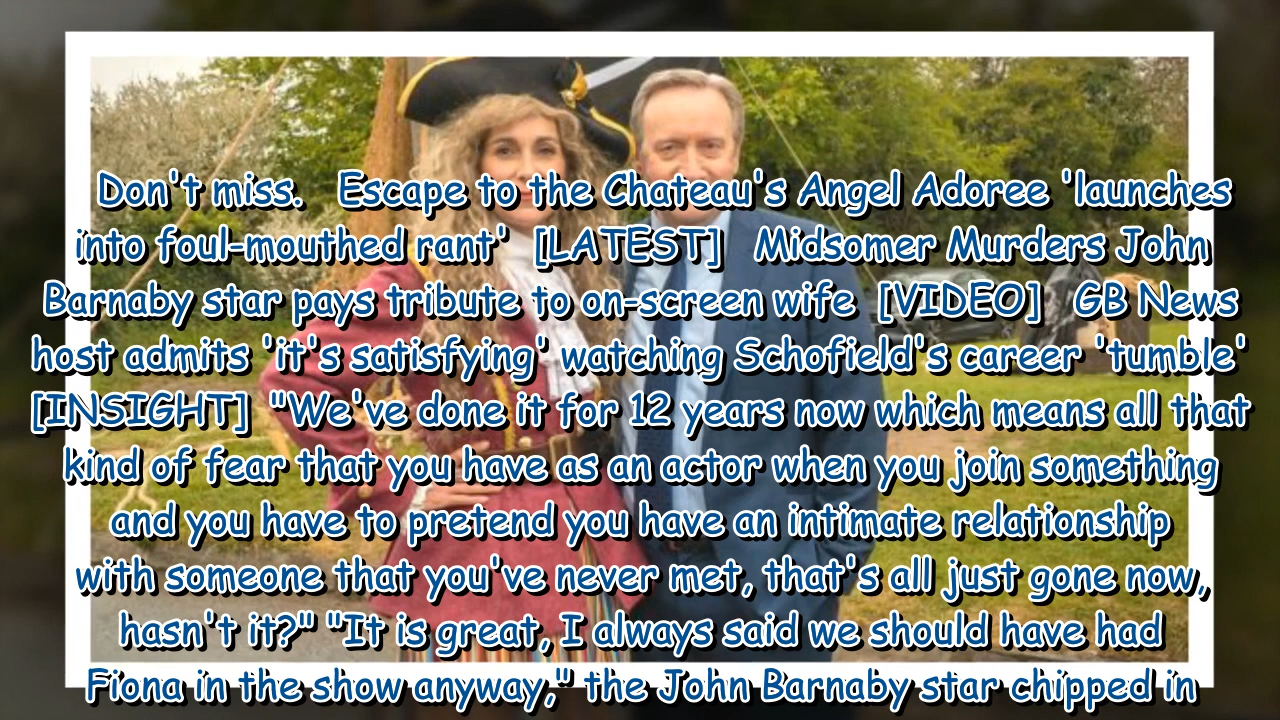 Don't miss. Escape to the Chateau's Angel Adoree 'launches
into foul-mouthed rant' [LATEST] Midsomer Murders John
Barnaby star pays tribute to on-screen wife [VIDEO] GB News
host admits 'it's satisfying' watching Schofield's career 'tumble'
[INSIGHT] "We've done it for 12 years now which means all that
kind of fear that you have as an actor when you join something
and you have to pretend you have an intimate relationship
with someone that you've never met, that's all just gone now,
hasn't it?" "It is great, I always said we should have had
Fiona in the show anyway," the John Barnaby star chipped in